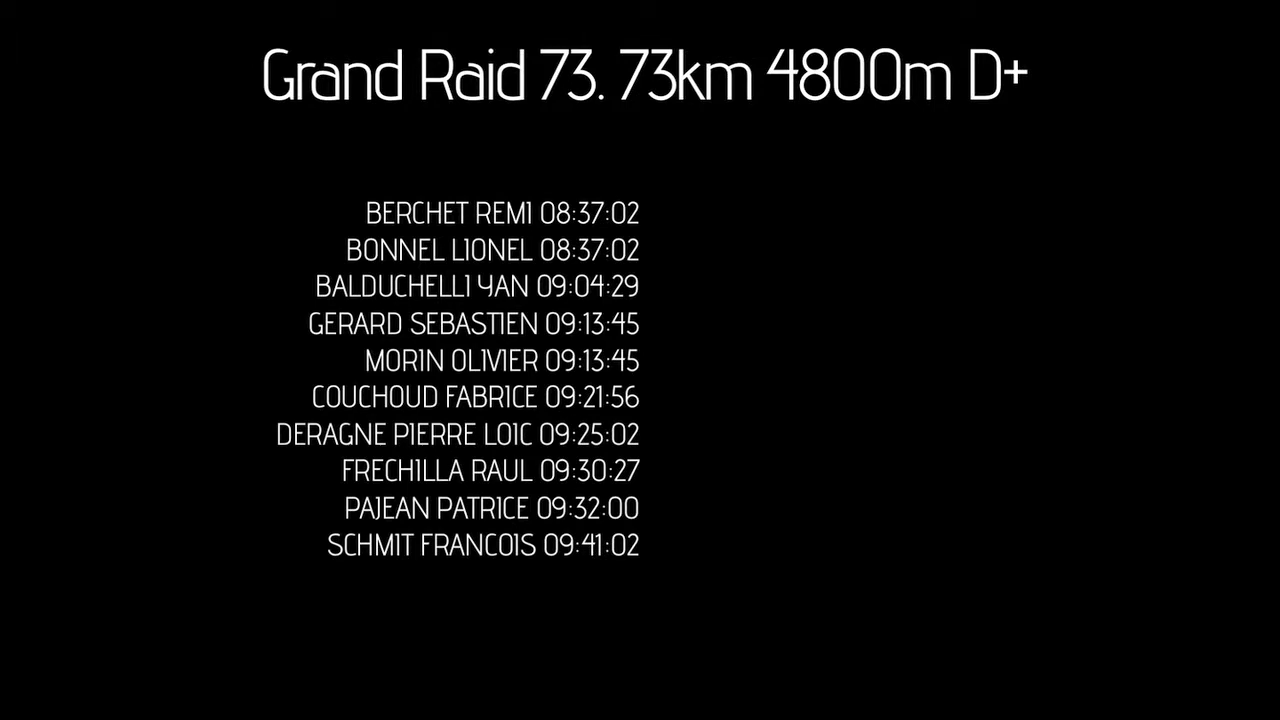 Grand Raid 73. 73km 4800m D+
BERCHET REMI 08:37:02
BONNEL LIONEL 08:37:02
BALDUCHELLI YAN 09:04:29
GERARD SEBASTIEN 09:13:45
MORIN OLIVIER 09:13:45
COUCHOUD FABRICE 09:21:56
DERAGNE PIERRE LOIC 09:25:02
FRECHILLA RAUL 09:30:27
PAJEAN PATRICE 09:32:00
SCHMIT FRANCOIS 09:41:02